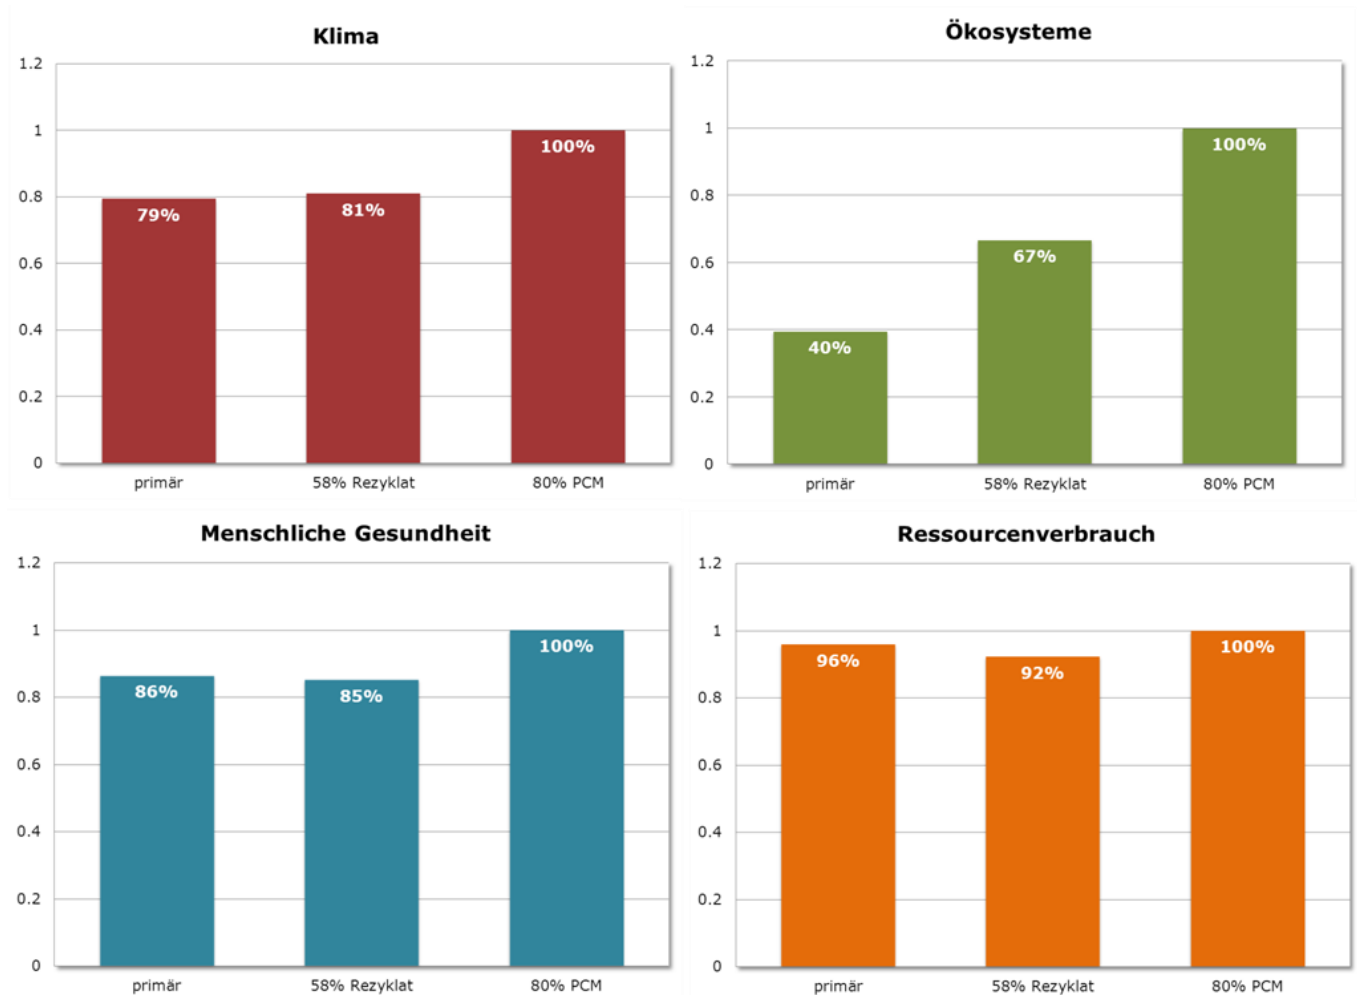 Klima
1.2
1
0.8
0.6
0.4
0.2
0
79%
81%
100%
primär
58% Rezyklat
80% PCM
Ökosysteme
1.2
1
0.8
0.6
0.4
0.2
0
40%
67%
100%
primär
58% Rezyklat
80% PCM
Menschliche Gesundheit
1.2
1
0.8
0.6
0.4
0.2
0
86%
85%
100%
primär
58% Rezyklat
80% PCM
Ressourcenverbrauch
1.2
1
0.8
0.6
0.4
0.2
0
96%
92%
100%
primär
58% Rezyklat
80% PCM